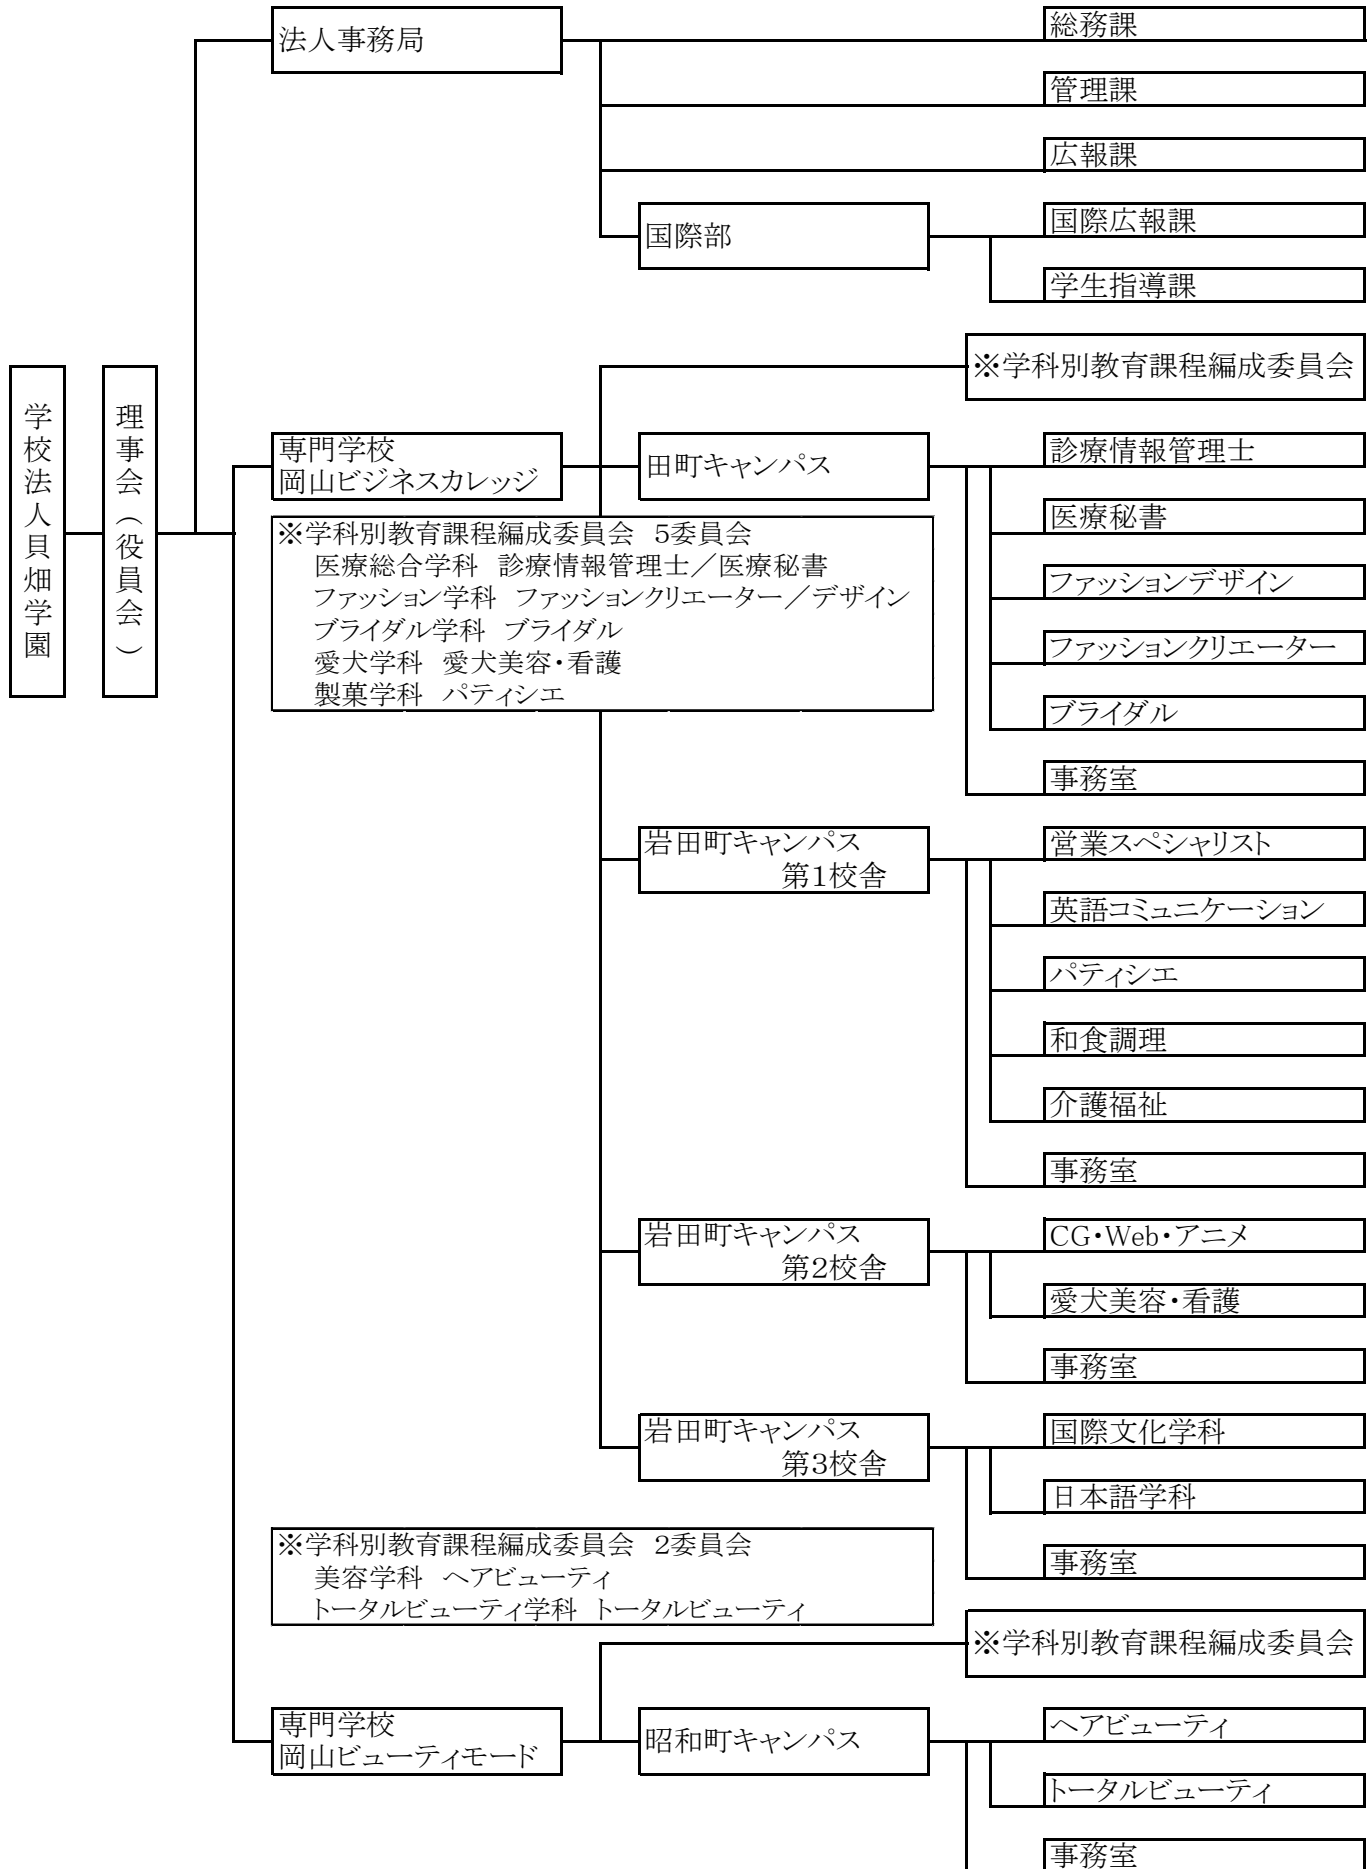 学校法人貝畑学園
理事会（役員会）
法人事務局
総務課
管理課
広報課
国際部
国際広報課
学生指導課
※学科別教育課程編成委員会
専門学校
岡山ビジネスカレッジ
田町キャンパス
診療情報管理士
医療秘書
ファッションデザイン
ファッションクリエーター
ブライダル
事務室
※学科別教育課程編成委員会 5委員会
医療総合学科 診療情報管理士／医療秘書
ファッション学科 ファッションクリエーター／デザイン
ブライダル学科 ブライダル
愛犬学科 愛犬美容・看護
製菓学科 パティシエ
岩田町キャンパス
第1校舎
営業スペシャリスト
英語コミュニケーション
パティシエ
和食調理
介護福祉
事務室
岩田町キャンパス
第2校舎
CG・Web・アニメ
愛犬美容・看護
事務室
岩田町キャンパス
第3校舎
国際文化学科
日本語学科
事務室
※学科別教育課程編成委員会 2委員会
美容学科 ヘアビューティ
トータルビューティ学科 トータルビューティ
※学科別教育課程編成委員会
専門学校
岡山ビューティモード
昭和町キャンパス
ヘアビューティ
トータルビューティ
事務室